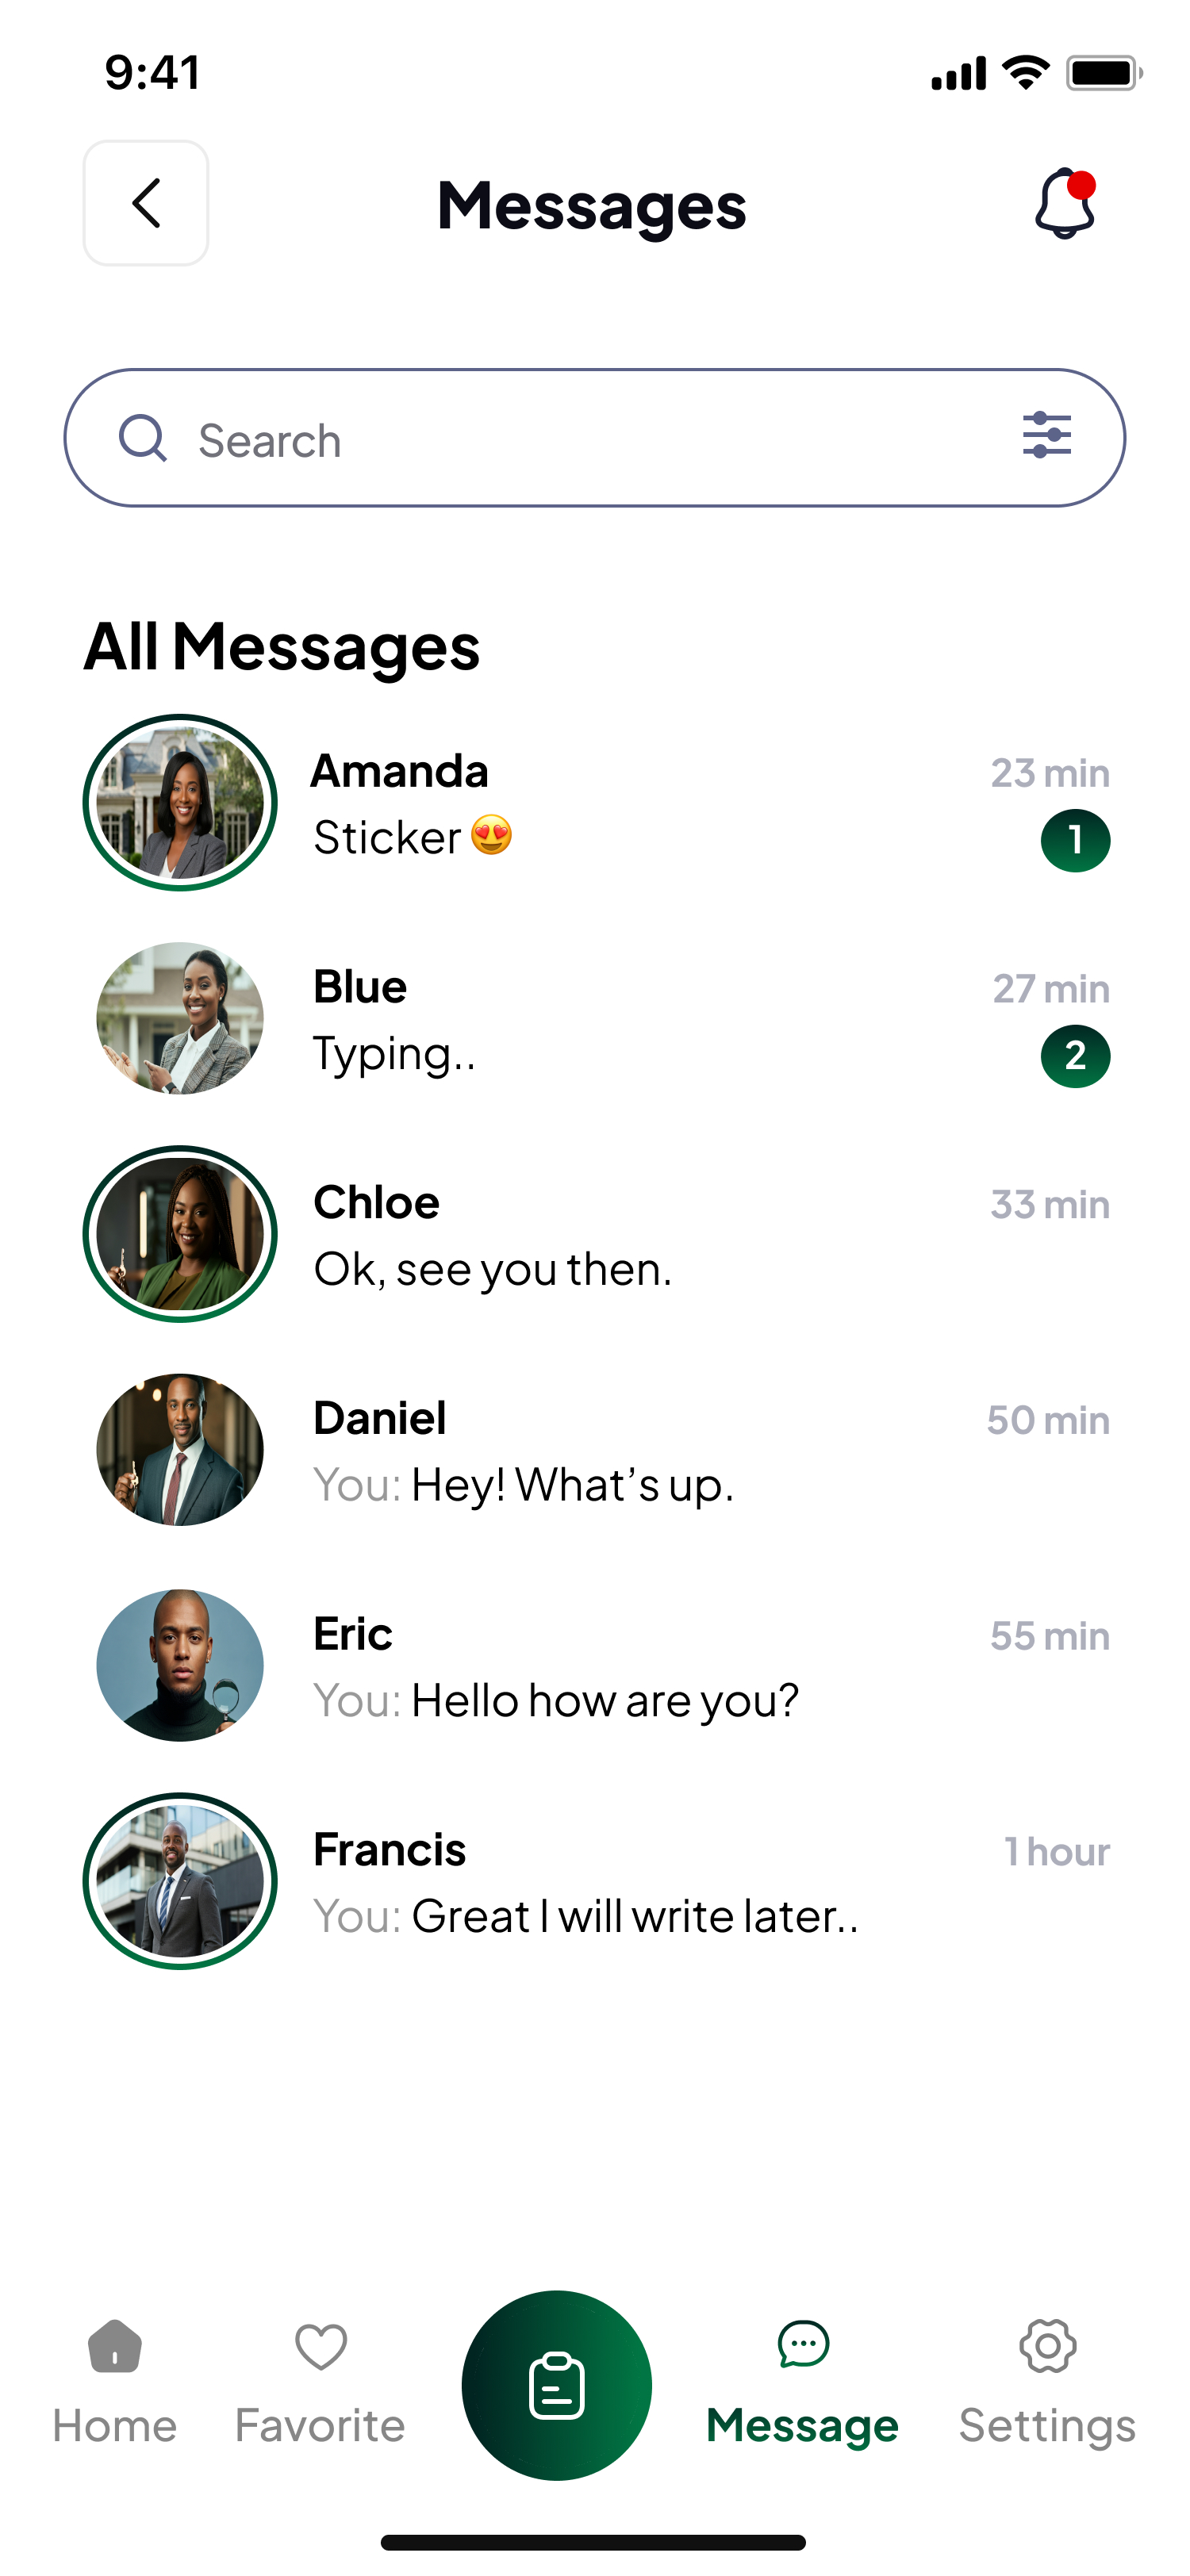 9:41
Messages
Search
All Messages
Amanda
23 min
Sticker 😍
1
Blue
27 min
Typing..
2
Chloe
33 min
Ok, see you then.
Daniel
50 min
You: Hey! What’s up.
Eric
55 min
You: Hello how are you?
Francis
1 hour
You: Great I will write later..
Home Favorite Message Settings